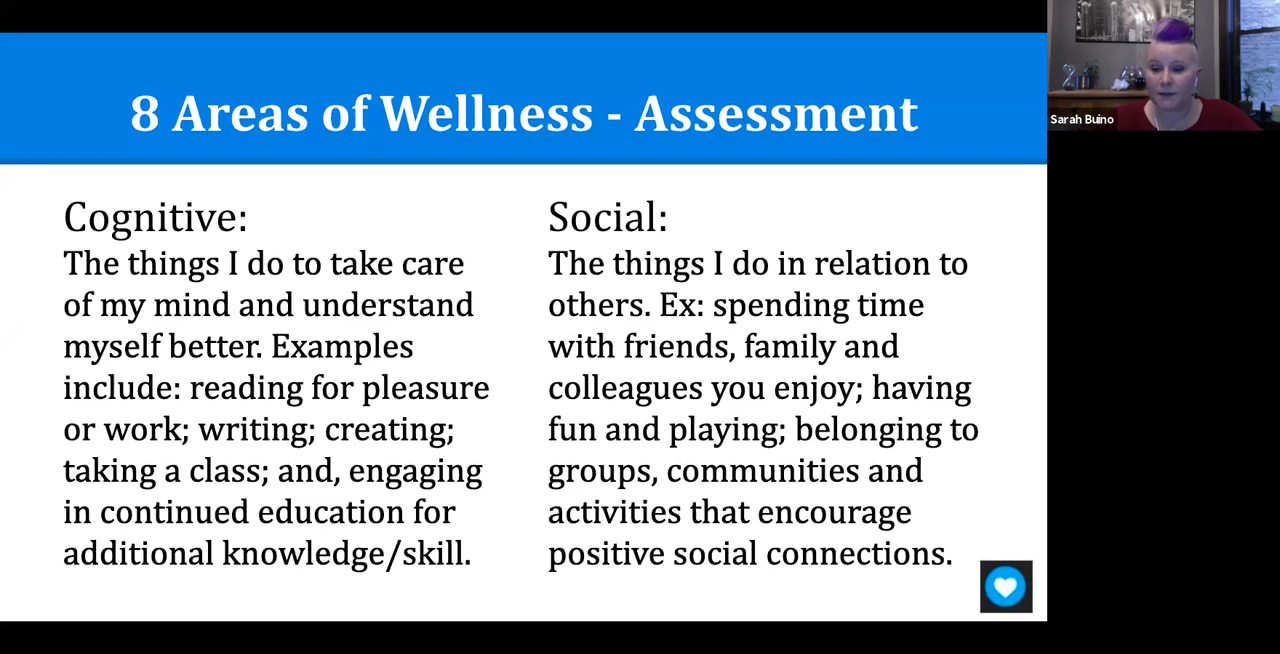 8 Areas of Wellness - Assessment
Cognitive:
The things I do to take care
of my mind and understand
myself better. Examples
include: reading for pleasure
or work; writing; creating;
taking a class; and, engaging
in continued education for
additional knowledge/skill.
Social:
The things I do in relation to
others. Ex: spending time
with friends, family and
colleagues you enjoy; having
fun and playing; belonging to
groups, communities and
activities that encourage
positive social connections.
Sarah Buino